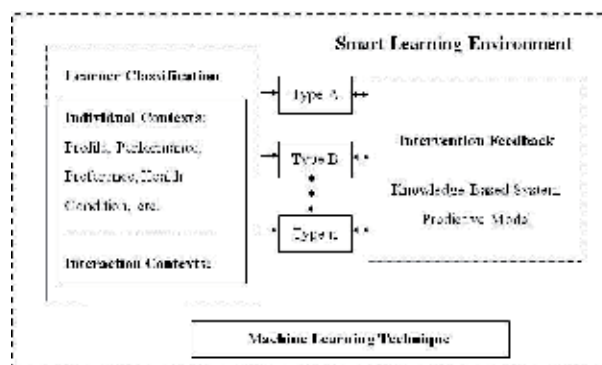 Smart Learning Environment
Learner Classification
Individual Contexts:
Profile, Performance,
Preference, Health
Condition, etc.
Interaction Contexts:
Type A
Type B
Type n
Intervention Feedback
Knowledge Based System
Predictive Model
Machine Learning Technique